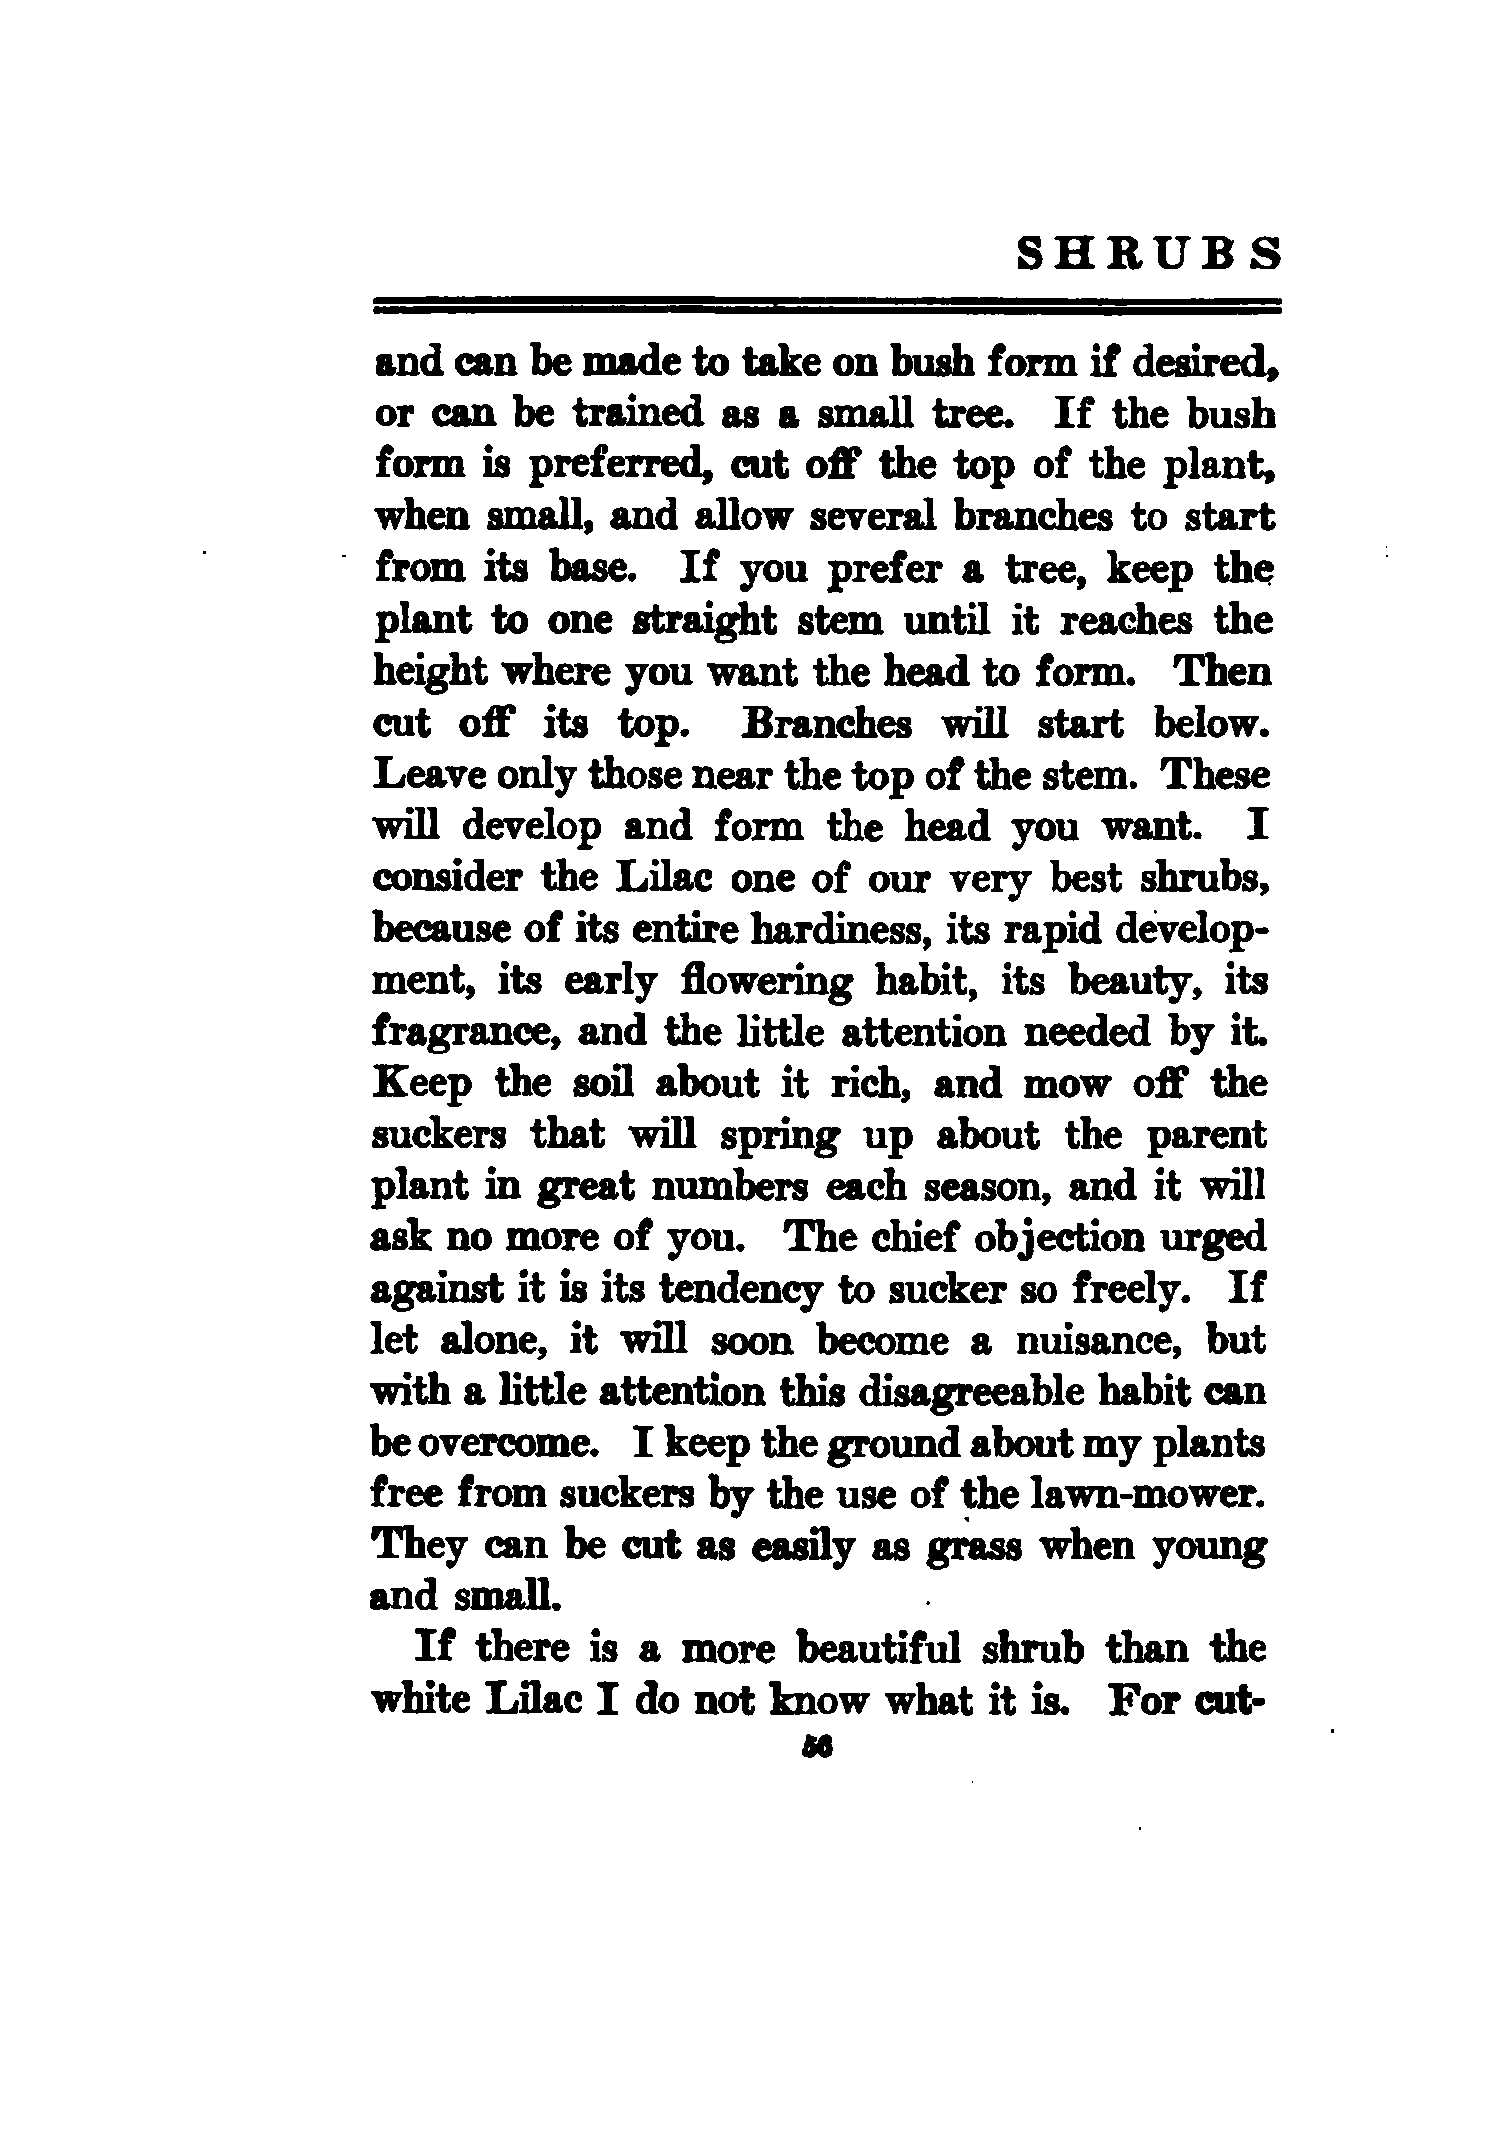 SHRUBS
and can be made to take on bush form if desired,
or can be trained as a small tree. If the bush
form is preferred, cut off the top of the plant,
when small, and allow several branches to start
from its base. If you prefer a tree, keep the
plant to one straight stem until it reaches the
height where you want the head to form. Then
cut off its top. Branches will start below.
Leave only those near the top of the stem. These
will develop and form the head you want. I
consider the Lilac one of our very best shrubs,
because of its entire hardiness, its rapid develop-
ment, its early flowering habit, its beauty, its
fragrance, and the little attention needed by it.
Keep the soil about it rich, and mow off the
suckers that will spring up about the parent
plant in great numbers each season, and it will
ask no more of you. The chief objection urged
against it is its tendency to sucker so freely. If
let alone, it will soon become a nuisance, but
with a little attention this disagreeable habit can
be overcome. I keep the ground about my plants
free from suckers by the use of the lawn-mower.
They can be cut as easily as grass when young
and small.
If there is a more beautiful shrub than the
white Lilac I do not know what it is. For cut-
56